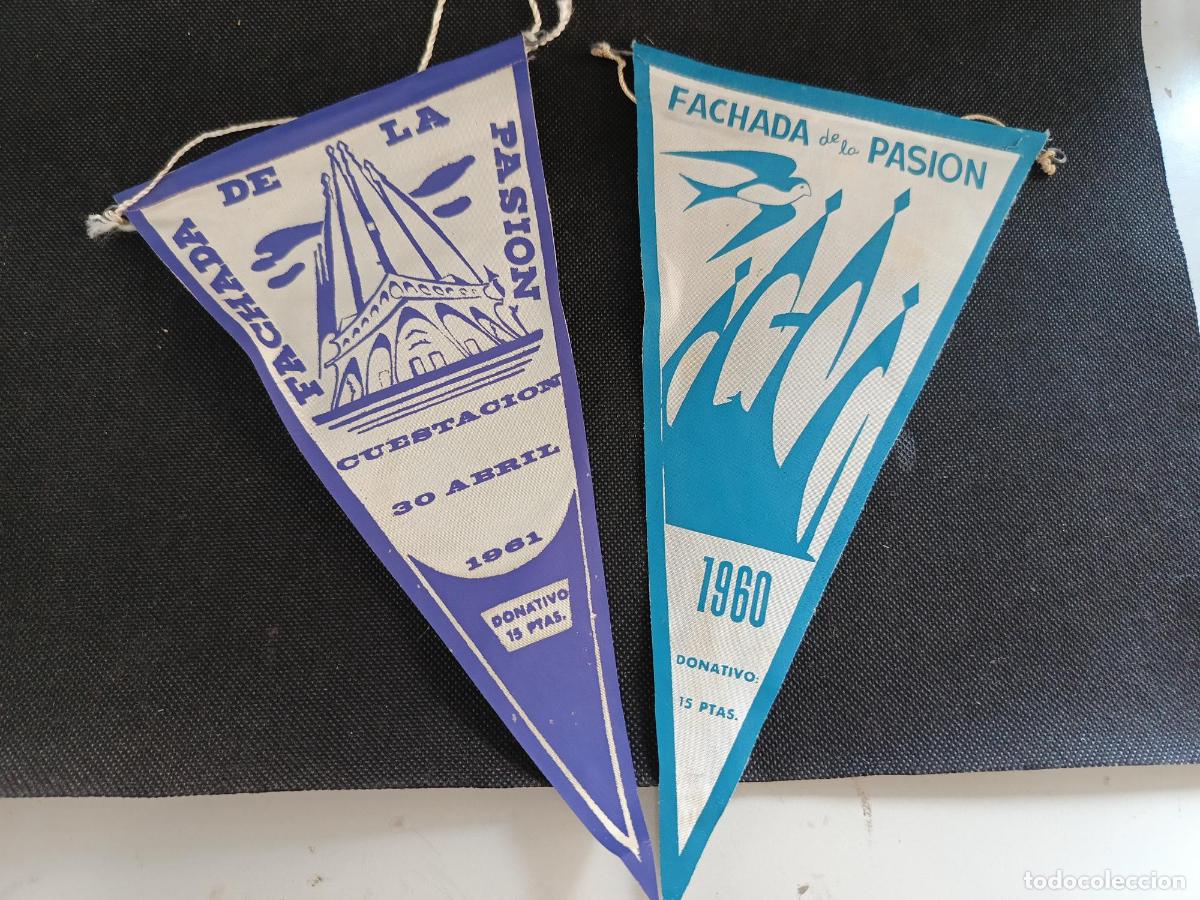 FACHADA DE LA PASION
CUESTACION
30 ABRIL
1961
DONATIVO
15 PTAS.
FACHADA de la PASION
1960
DONATIVO:
15 PTAS.
todocoleccion